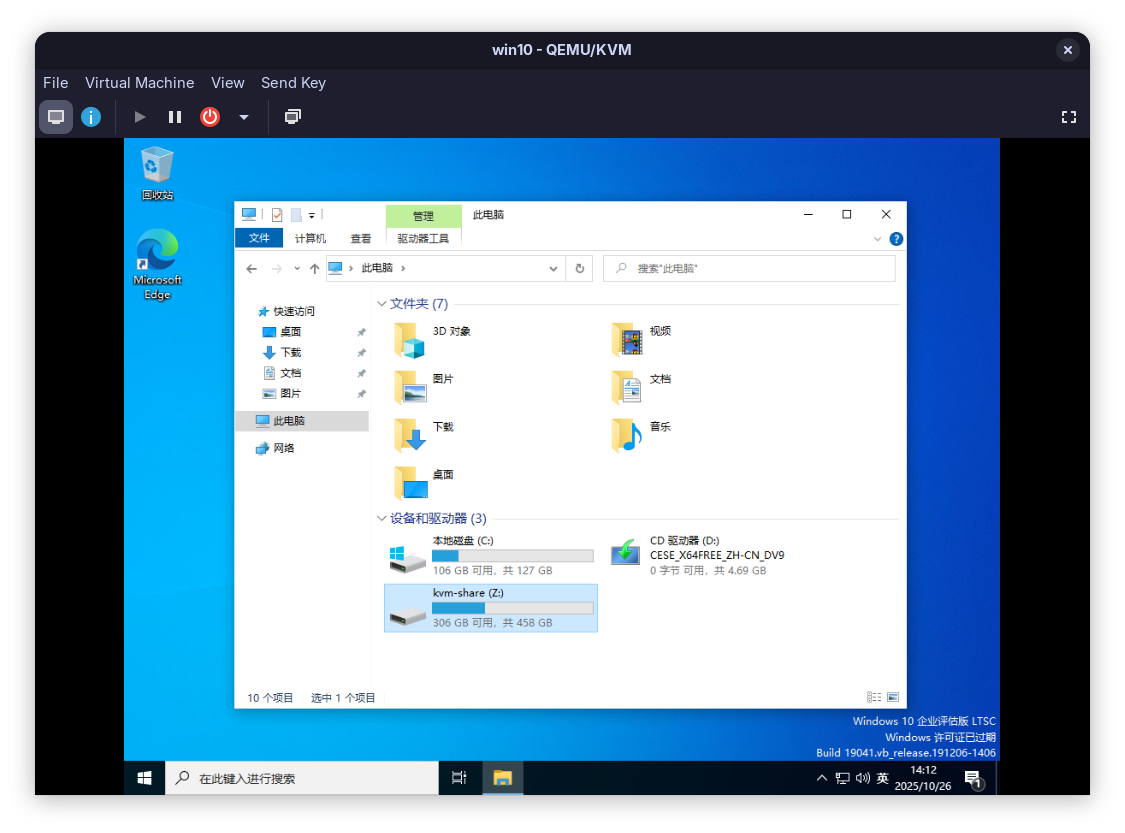 win10 - QEMU/KVM
File Virtual Machine View Send Key
回收站
Microsoft
Edge
管理 此电脑
文件 计算机 查看 驱动器工具
此电脑 搜索"此电脑"
快速访问
桌面
下载
文档
图片
此电脑
网络
文件夹 (7)
3D 对象
视频
图片
文档
下载
音乐
桌面
设备和驱动器 (3)
本地磁盘 (C:)
106 GB 可用，共 127 GB
CD 驱动器 (D:)
CESE_X64FREE_ZH-CN_DV9
0 字节 可用，共 4.69 GB
kvm-share (Z:)
306 GB 可用，共 458 GB
10 个项目 选中 1 个项目
Windows 10 企业评估版 LTSC
Windows 许可证已过期
Build 19041.vb_release.191206-1406
在此键入进行搜索
英
14:12
2025/10/26
1